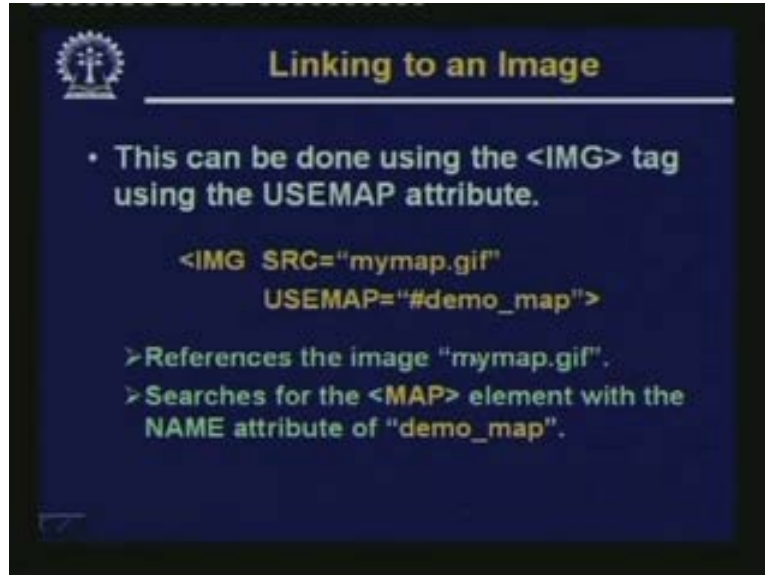 Linking to an Image
• This can be done using the <IMG> tag
using the USEMAP attribute.
<IMG SRC=“mymap.gif”
USEMAP=“#demo_map”>
➢References the image “mymap.gif”.
➢Searches for the <MAP> element with the
NAME attribute of “demo_map”.